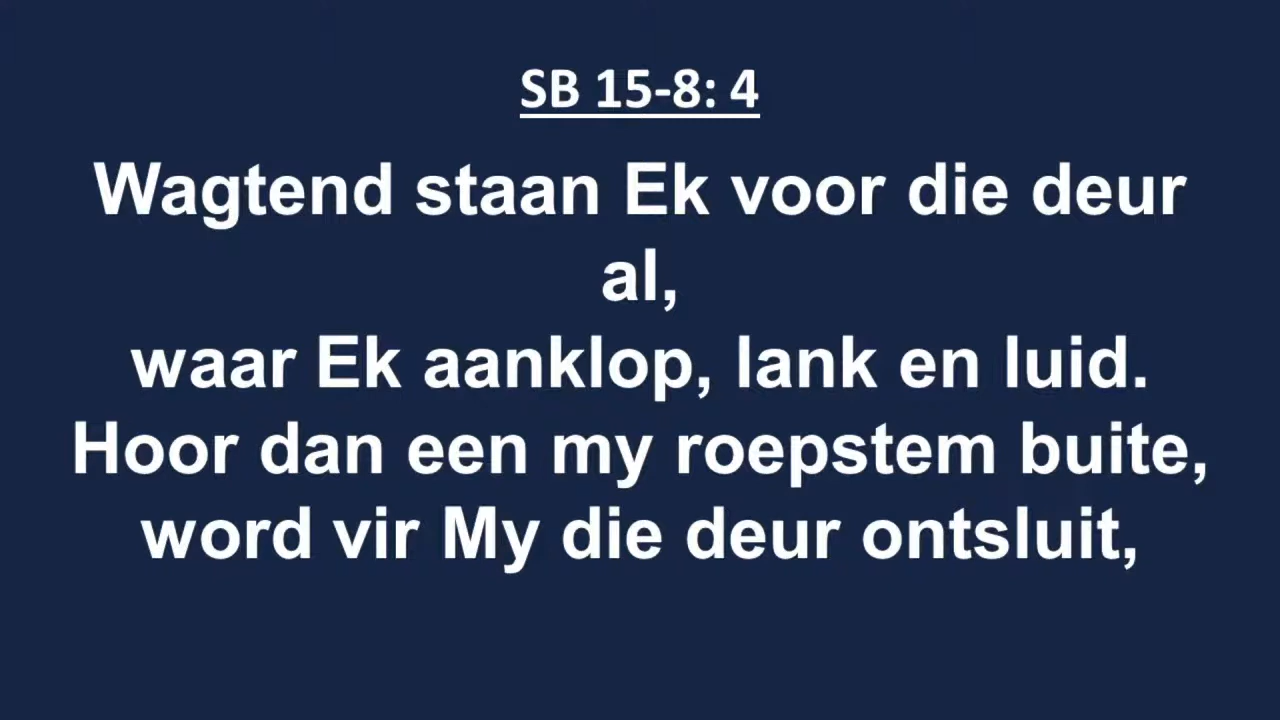 SB 15-8: 4
Wagtend staan Ek voor die deur
al,
waar Ek aanklop, lank en luid.
Hoor dan een my roepstem buite,
word vir My die deur ontsluit,